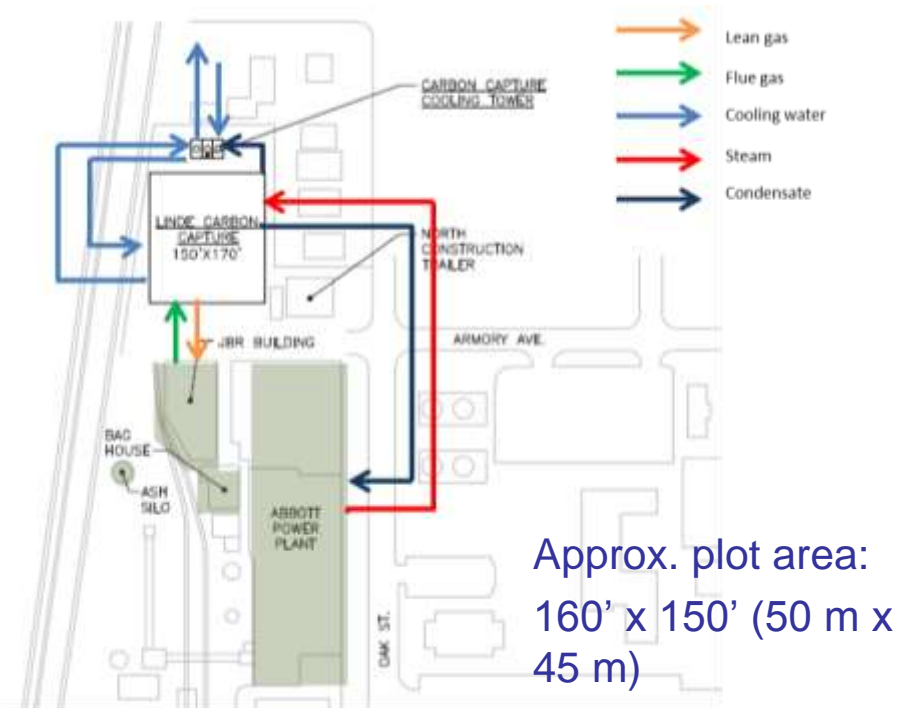 Lean gas
Flue gas
Cooling water
Steam
Condensate
CARBON CAPTURE
COOLING TOWER
LINDE CARBON
CAPTURE
150'X170'
NORTH
CONSTRUCTION
TRAILER
JBR BUILDING
ARMORY AVE.
BAG
HOUSE
ASH
SILO
ABBOTT
POWER
PLANT
OAK ST.
Approx. plot area:
160’ x 150’ (50 m x
45 m)